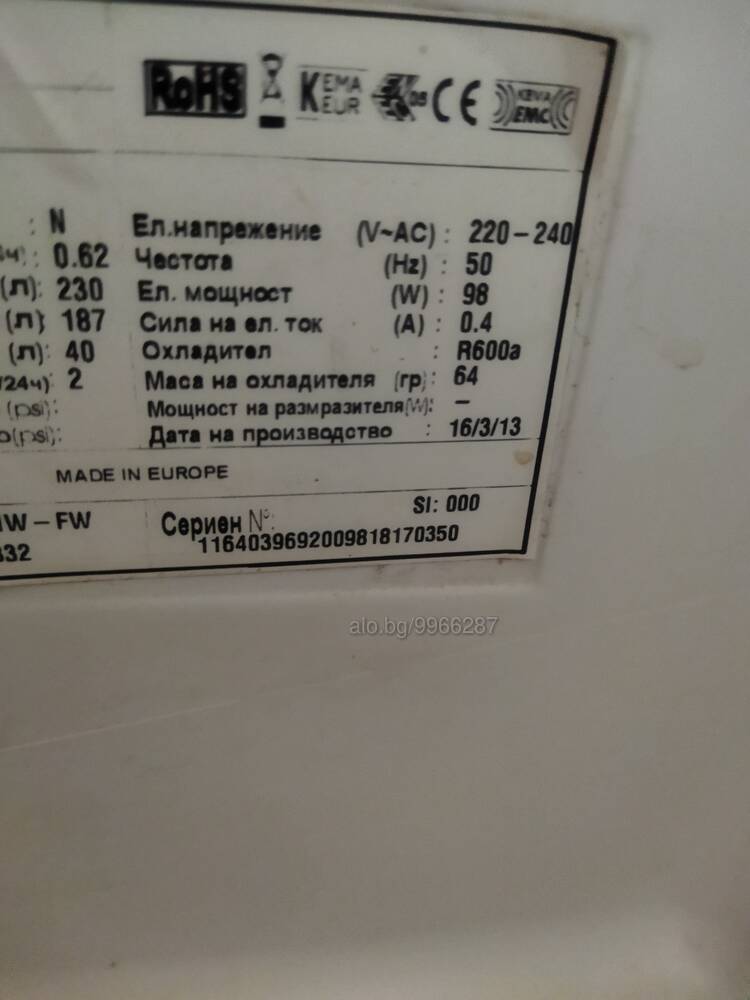 RoHS KEMA EUR 05 CE KEMA EMC
: N Ел.напрежение (V~AC) : 220-240
: 0.62 Честота (Hz) : 50
(л): 230 Ел. мощност (W) : 98
(л) 187 Сила на ел. ток (A) : 0.4
(л): 40 Охладител : R600a
/24ч) 2 Маса на охладителя (гр) : 64
(psi): Мощност на размразителя(W): -
(psi): Дата на производство : 16/3/13
MADE IN EUROPE
W - FW SI: 000
Сериен №:
32 1164039692009818170350
alo.bg/9966287